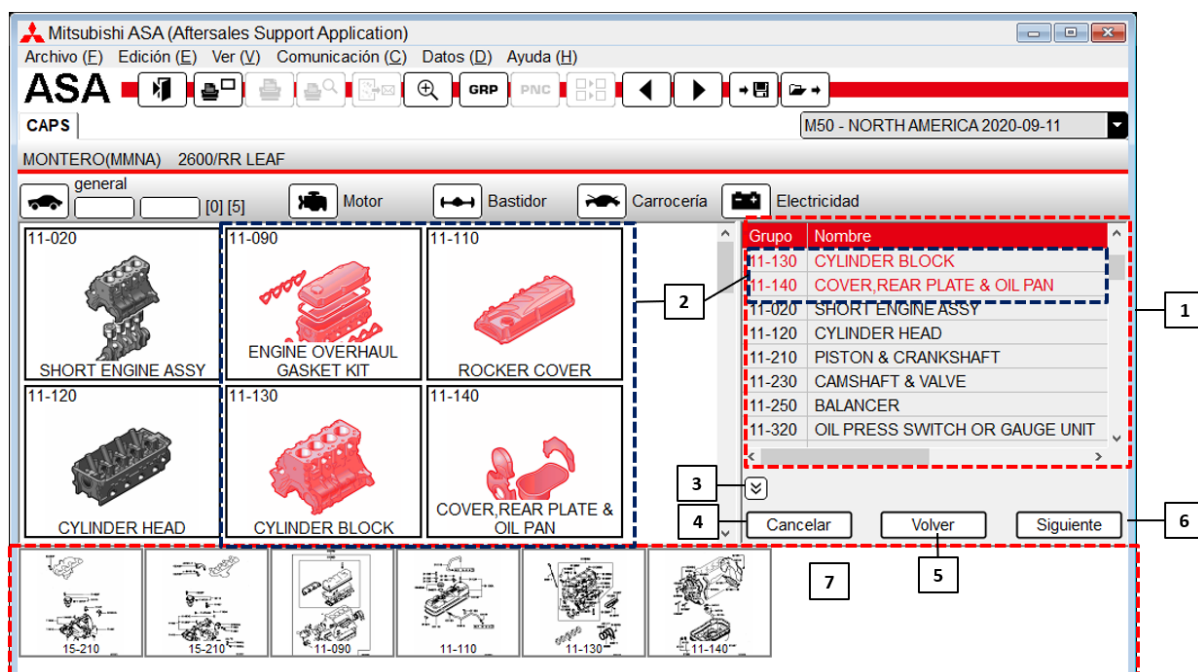 Mitsubishi ASA (Aftersales Support Application)
Archivo (F) Edición (E) Ver (V) Comunicación (C) Datos (D) Ayuda (H)
ASA GRP PNC
CAPS M50 - NORTH AMERICA 2020-09-11
MONTERO(MMNA) 2600/RR LEAF
general
[0] [5] Motor Bastidor Carrocería Electricidad
11-020 11-090 11-110
SHORT ENGINE ASSY
ENGINE OVERHAUL
GASKET KIT
ROCKER COVER
11-120 11-130 11-140
CYLINDER HEAD
CYLINDER BLOCK
COVER,REAR PLATE &
OIL PAN
Grupo Nombre
11-130 CYLINDER BLOCK
11-140 COVER,REAR PLATE & OIL PAN
11-020 SHORT ENGINE ASSY
11-120 CYLINDER HEAD
11-210 PISTON & CRANKSHAFT
11-230 CAMSHAFT & VALVE
11-250 BALANCER
11-320 OIL PRESS SWITCH OR GAUGE UNIT
1
2
3
4 Cancelar Volver Siguiente 6
5
7
15-210 15-210 11-090 11-110 11-130 11-140